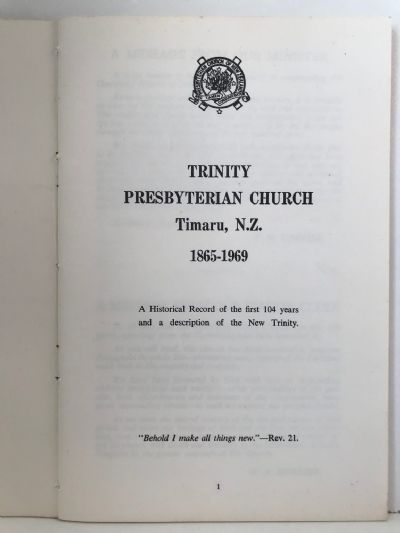 TRINITY
PRESBYTERIAN CHURCH
Timaru, N.Z.
1865-1969
A Historical Record of the first 104 years
and a description of the New Trinity.
"Behold I make all things new."—Rev. 21.
1